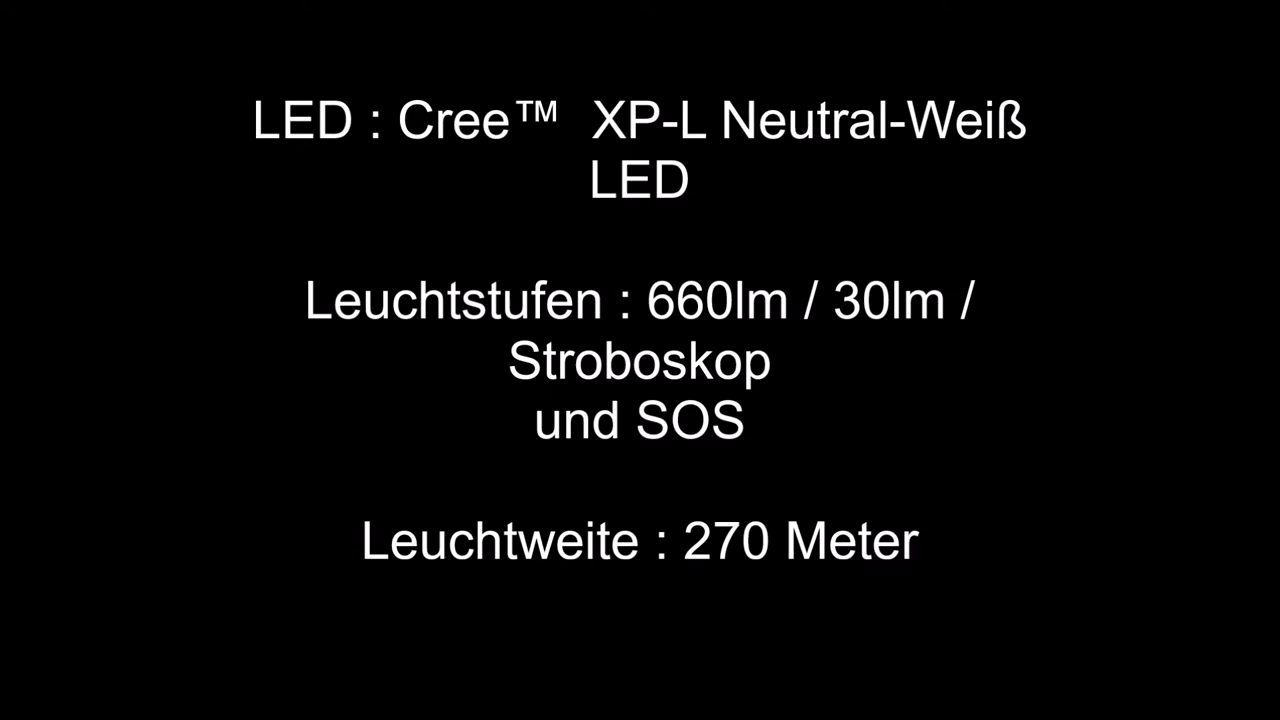 LED : Cree™  XP-L Neutral-Weiß
LED
Leuchtstufen : 660lm / 30lm /
Stroboskop
und SOS
Leuchtweite : 270 Meter